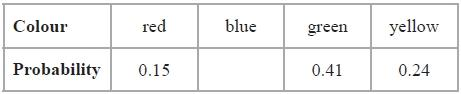 Colour red blue green yellow
Probability 0.15 0.41 0.24